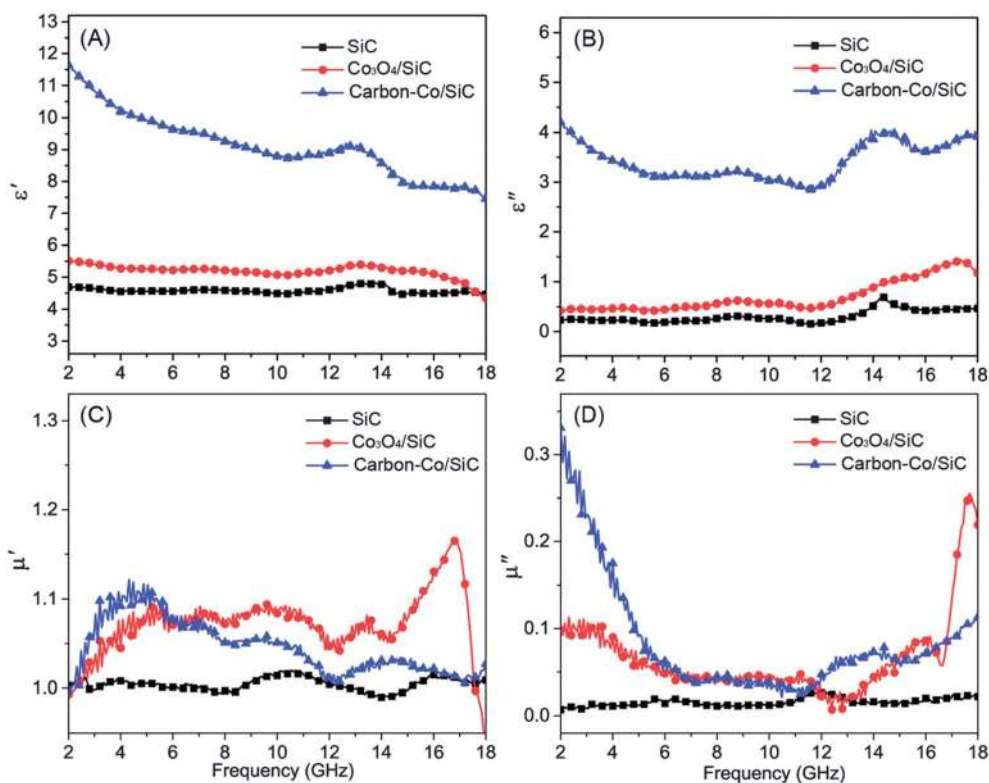 (A)
SiC
Co₃O₄/SiC
Carbon-Co/SiC
13
12
11
10
9
8
7
6
5
4
3
ε′
2 4 6 8 10 12 14 16 18
(B)
SiC
Co₃O₄/SiC
Carbon-Co/SiC
6
5
4
3
2
1
0
ε″
2 4 6 8 10 12 14 16 18
(C)
SiC
Co₃O₄/SiC
Carbon-Co/SiC
1.3
1.2
1.1
1.0
μ′
2 4 6 8 10 12 14 16 18
Frequency (GHz)
(D)
SiC
Co₃O₄/SiC
Carbon-Co/SiC
0.3
0.2
0.1
0.0
μ″
2 4 6 8 10 12 14 16 18
Frequency (GHz)